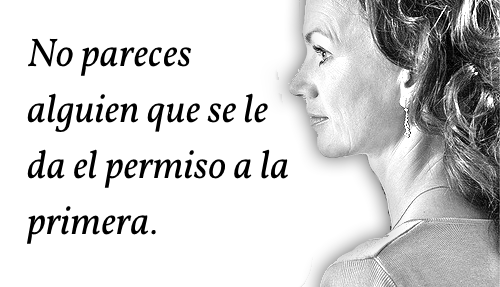 No pareces
alguien que se le
da el permiso a la
primera.